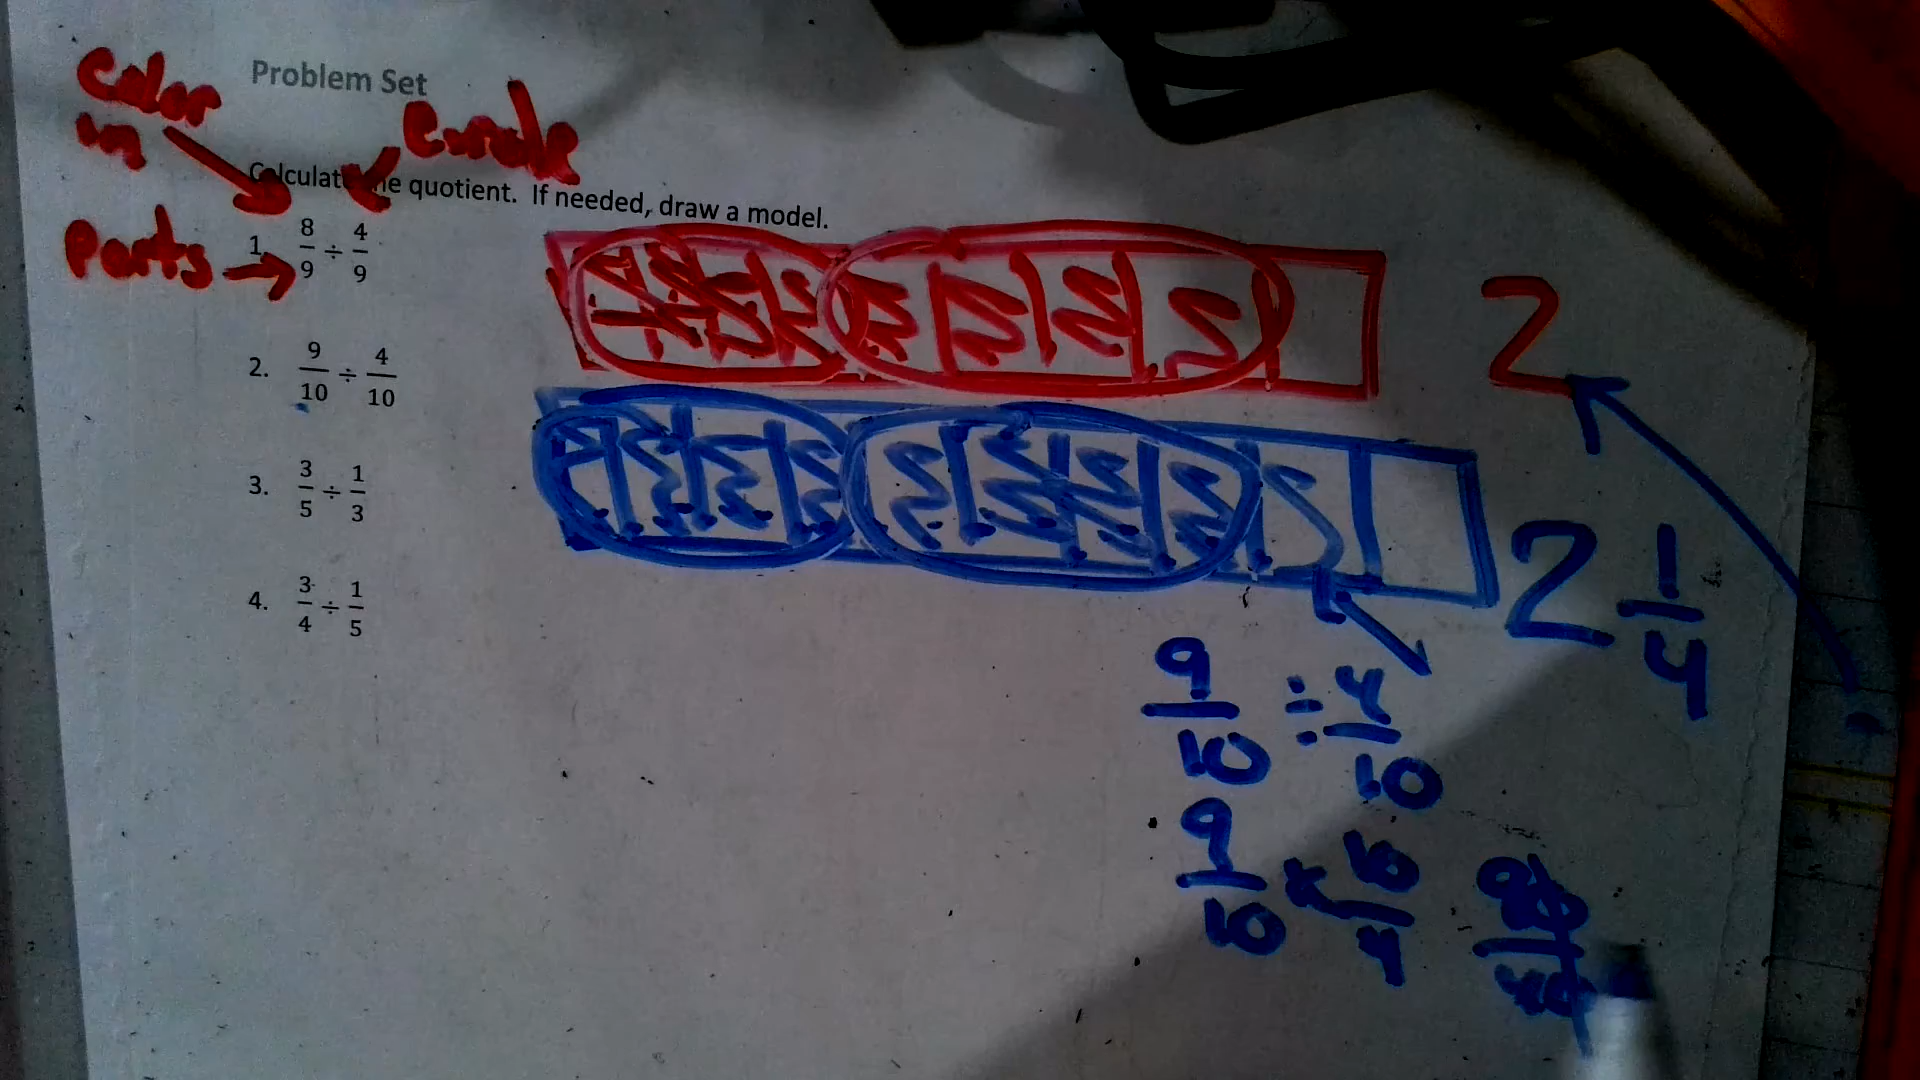 Problem Set
Color in
Circle
Calculate the quotient. If needed, draw a model.
Parts
1. 8/9 ÷ 4/9
2
2. 9/10 ÷ 4/10
2 1/4
3. 3/5 ÷ 1/3
4. 3/4 ÷ 1/5
9/10 ÷ 4/10
9/10 × 10/4
90/40